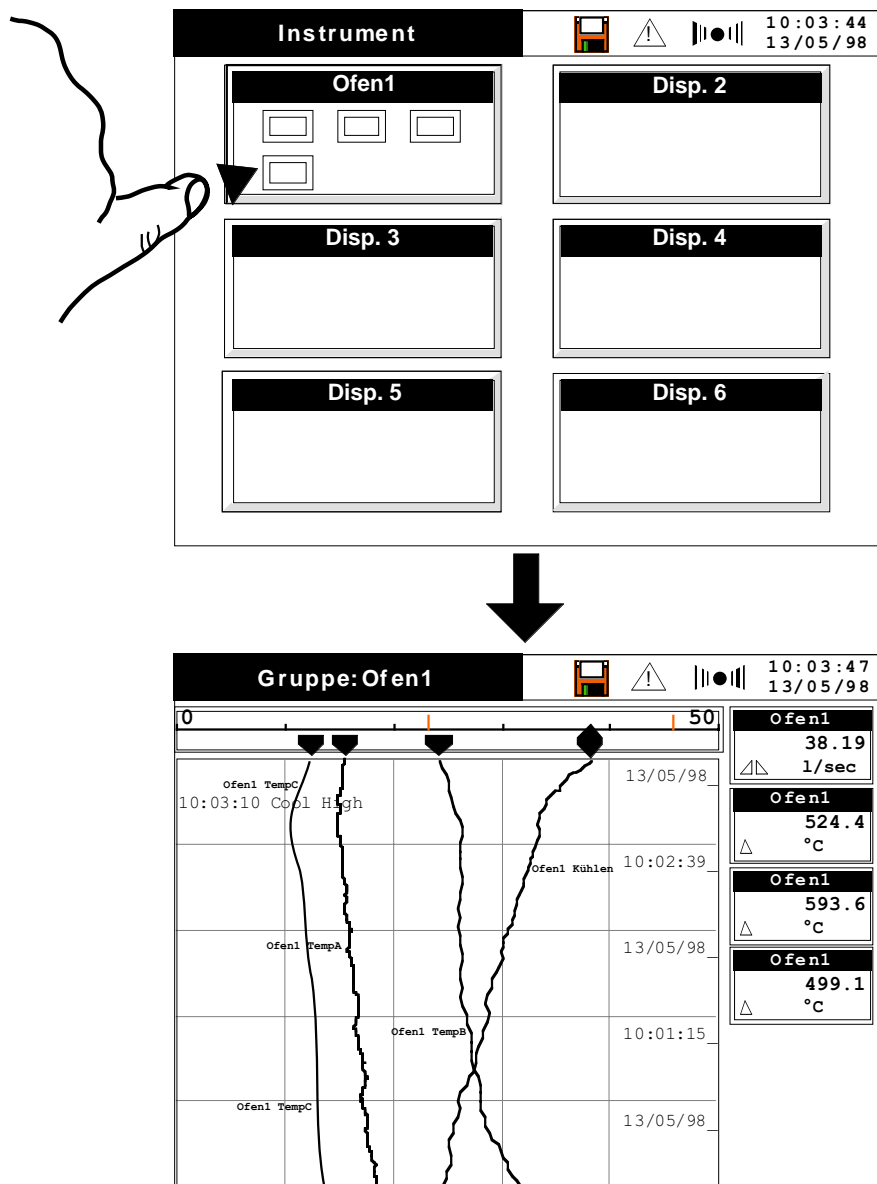 Instrument
10:03:44
13/05/98
Ofen1
Disp. 2
Disp. 3
Disp. 4
Disp. 5
Disp. 6
Gruppe:Ofen1
10:03:47
13/05/98
0
50
Ofen1
38.19
l/sec
Ofen1
524.4
°C
Ofen1
593.6
°C
Ofen1
499.1
°C
13/05/98
Ofen1 TempC
10:03:10 Cool High
Ofen1 Kühlen
10:02:39
Ofen1 TempA
13/05/98
Ofen1 TempB
10:01:15
Ofen1 TempC
13/05/98